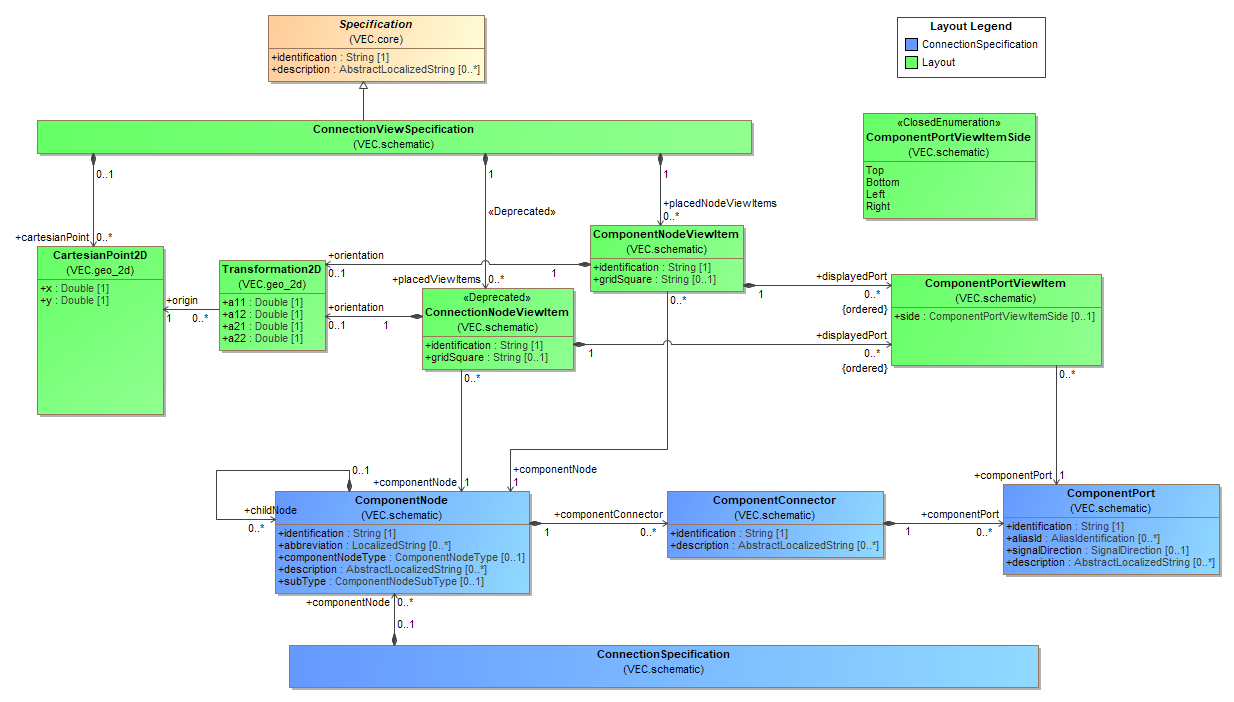 Specification
(VEC.core)
+identification : String [1]
+description : AbstractLocalizedString [0..*]
Layout Legend
ConnectionSpecification
Layout
ConnectionViewSpecification
(VEC.schematic)
«ClosedEnumeration»
ComponentPortViewItemSide
(VEC.schematic)
Top
Bottom
Left
Right
0..1
1
1
«Deprecated»
+placedNodeViewItems
0..*
+cartesianPoint
0..*
CartesianPoint2D
(VEC.geo_2d)
+x : Double [1]
+y : Double [1]
+origin
1
0..*
Transformation2D
(VEC.geo_2d)
+a11 : Double [1]
+a12 : Double [1]
+a21 : Double [1]
+a22 : Double [1]
+orientation
0..1
1
+orientation
0..1
1
+placedViewItems
0..*
«Deprecated»
ConnectionNodeViewItem
(VEC.schematic)
+identification : String [1]
+gridSquare : String [0..1]
ComponentNodeViewItem
(VEC.schematic)
+identification : String [1]
+gridSquare : String [0..1]
0..*
1
+displayedPort
0..*
{ordered}
1
+displayedPort
0..*
{ordered}
ComponentPortViewItem
(VEC.schematic)
+side : ComponentPortViewItemSide [0..1]
0..*
0..*
+componentNode
1
+componentNode
1
+componentPort
1
0..1
+childNode
0..*
ComponentNode
(VEC.schematic)
+identification : String [1]
+abbreviation : LocalizedString [0..*]
+componentNodeType : ComponentNodeType [0..1]
+description : AbstractLocalizedString [0..*]
+subType : ComponentNodeSubType [0..1]
+componentConnector
1
0..*
ComponentConnector
(VEC.schematic)
+identification : String [1]
+description : AbstractLocalizedString [0..*]
+componentPort
1
0..*
ComponentPort
(VEC.schematic)
+identification : String [1]
+aliasId : AliasIdentification [0..*]
+signalDirection : SignalDirection [0..1]
+description : AbstractLocalizedString [0..*]
+componentNode
0..*
0..1
ConnectionSpecification
(VEC.schematic)